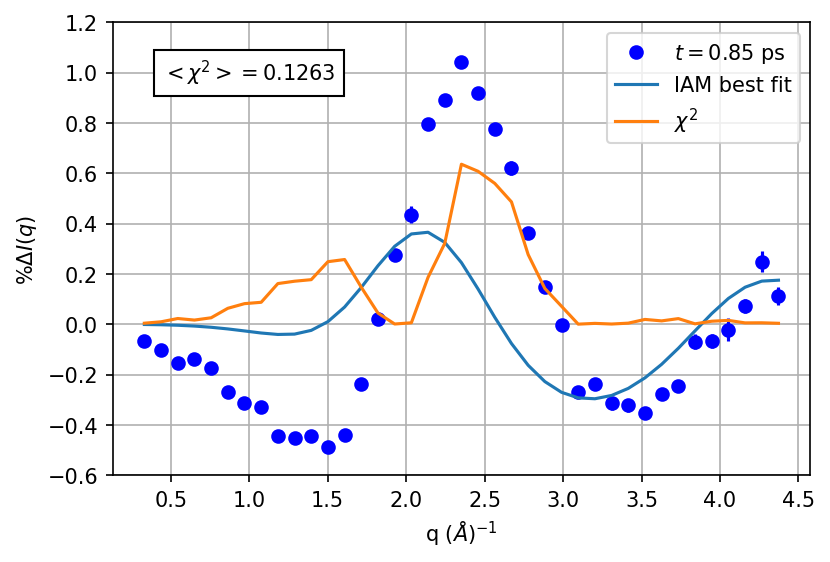 1.2
1.0
0.8
0.6
0.4
0.2
0.0
−0.2
−0.4
−0.6
%ΔI(q)
< χ² > = 0.1263
t = 0.85 ps
IAM best fit
χ²
0.5 1.0 1.5 2.0 2.5 3.0 3.5 4.0 4.5
q (Å)⁻¹